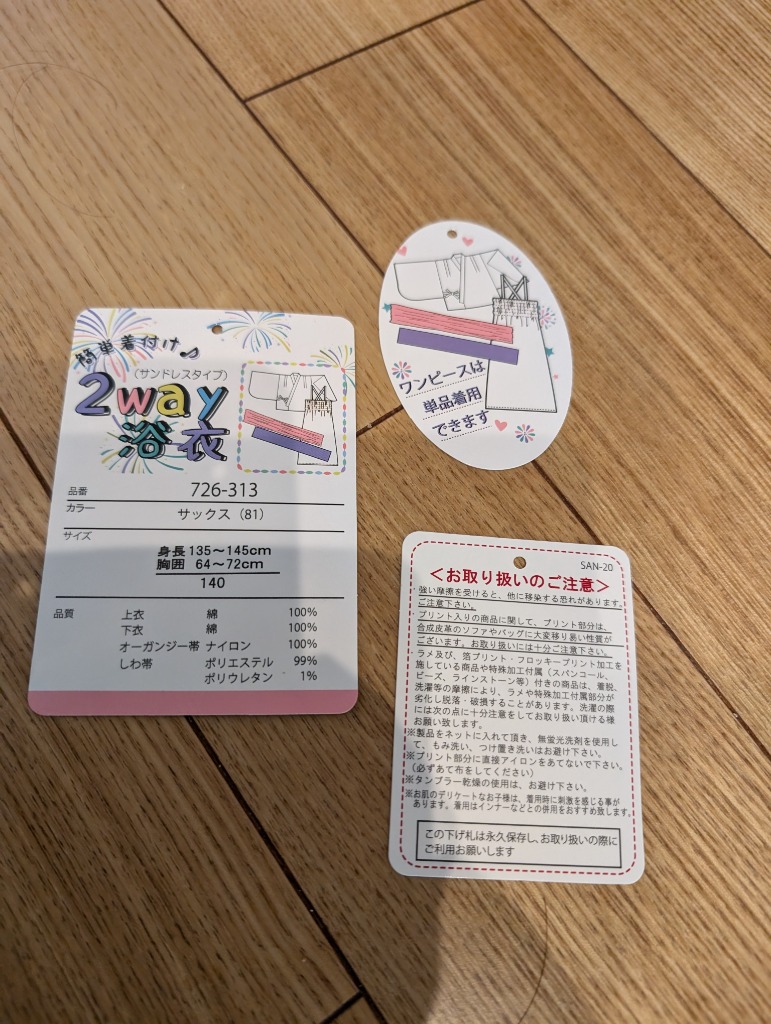 簡単着付け♪
(サンドレスタイプ)
2way
浴衣
品番 726-313
カラー サックス（81）
サイズ
身長 135〜145cm
胸囲 64〜72cm
140
品質 上衣 綿 100%
下衣 綿 100%
オーガンジー帯 ナイロン 100%
しわ帯 ポリエステル 99%
ポリウレタン 1%
ワンピースは
単品着用
できます
SAN-20
＜お取り扱いのご注意＞
強い摩擦を受けると、他に移染する恐れがあります。
ご注意下さい。
プリント入りの商品に関して、プリント部分は、
合成皮革のソファやバッグに大変移り易い性質が
ございます。お取り扱いには十分ご注意下さい。
ラメ及び、箔プリント・フロッキープリント加工を
施している商品や特殊加工付属（スパンコール、
ビーズ、ラインストーン等）付きの商品は、着脱、
洗濯等の摩擦により、ラメや特殊加工付属部分が
劣化し脱落・破損することがあります。洗濯の際
には次の点に十分注意をしてお取り扱い頂ける様
お願い致します。
※製品をネットに入れて頂き、無蛍光洗剤を使用し
て、もみ洗い、つけ置き洗いはお避け下さい。
※プリント部分に直接アイロンをあてないで下さい。
（必ずあて布をしてください）
※タンブラー乾燥の使用は、お避け下さい。
※お肌のデリケートなお子様は、着用時に刺激を感じる事が
あります。着用はインナーなどとの併用をおすすめ致します。
この下げ札は永久保存し、お取り扱いの際に
ご利用お願いします